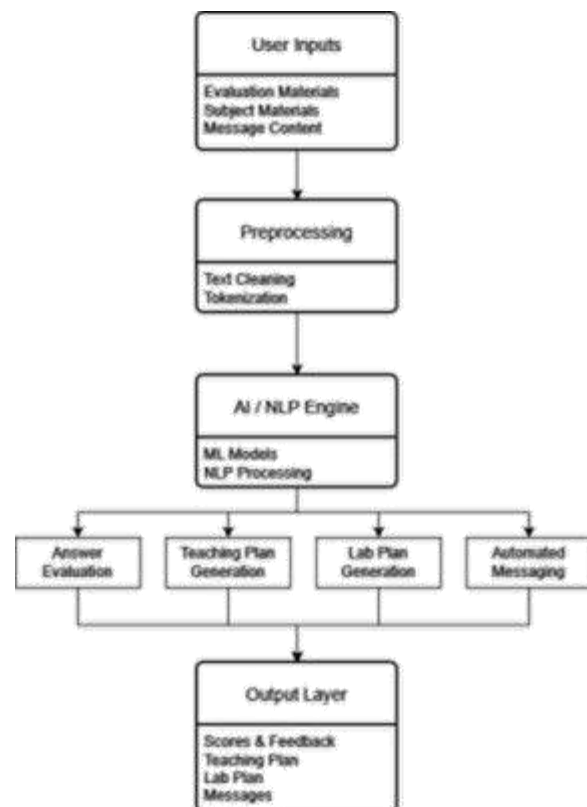 User Inputs
Evaluation Materials
Subject Materials
Message Content
Preprocessing
Text Cleaning
Tokenization
AI / NLP Engine
ML Models
NLP Processing
Answer
Evaluation
Teaching Plan
Generation
Lab Plan
Generation
Automated
Messaging
Output Layer
Scores & Feedback
Teaching Plan
Lab Plan
Messages